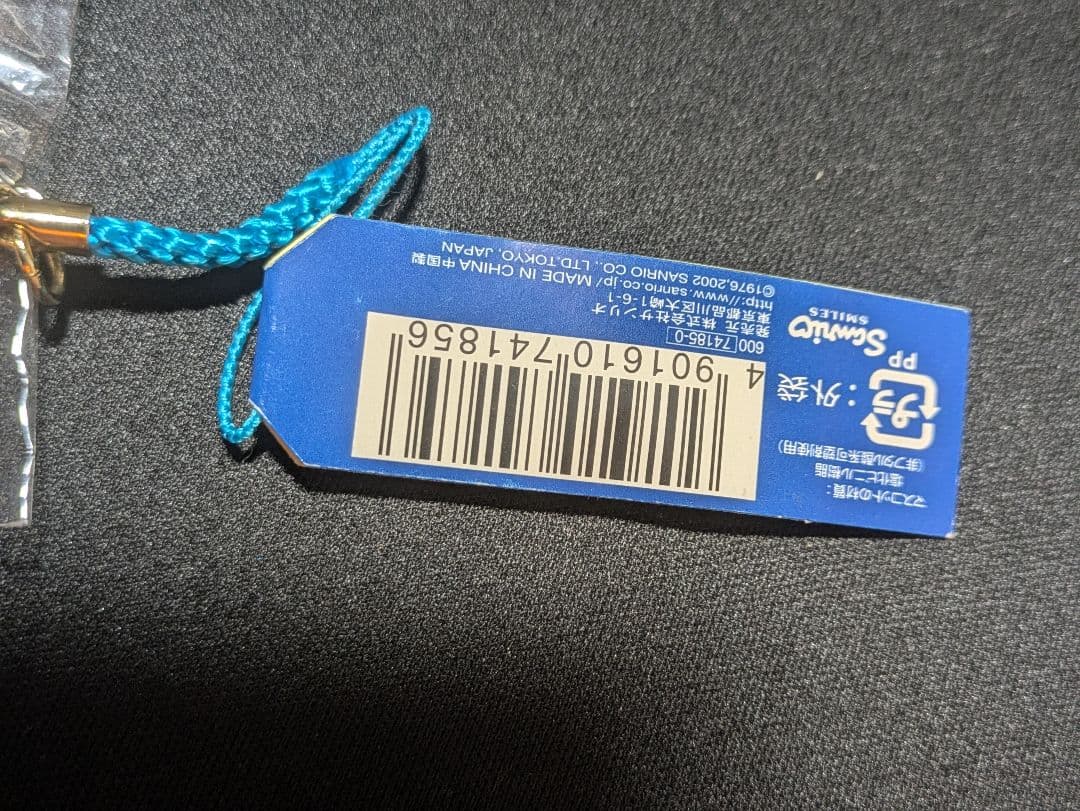 マスコットの材質:
塩化ビニル樹脂
(非フタル酸系可塑剤使用)
プラ
:外袋
PP
Sanrio
SMILES
4 901610 741856
600 74185-0
発売元 株式会社サンリオ
東京都品川区大崎1-6-1
http://www.sanrio.co.jp/ MADE IN CHINA 中国製
©1976,2002 SANRIO CO., LTD.TOKYO, JAPAN